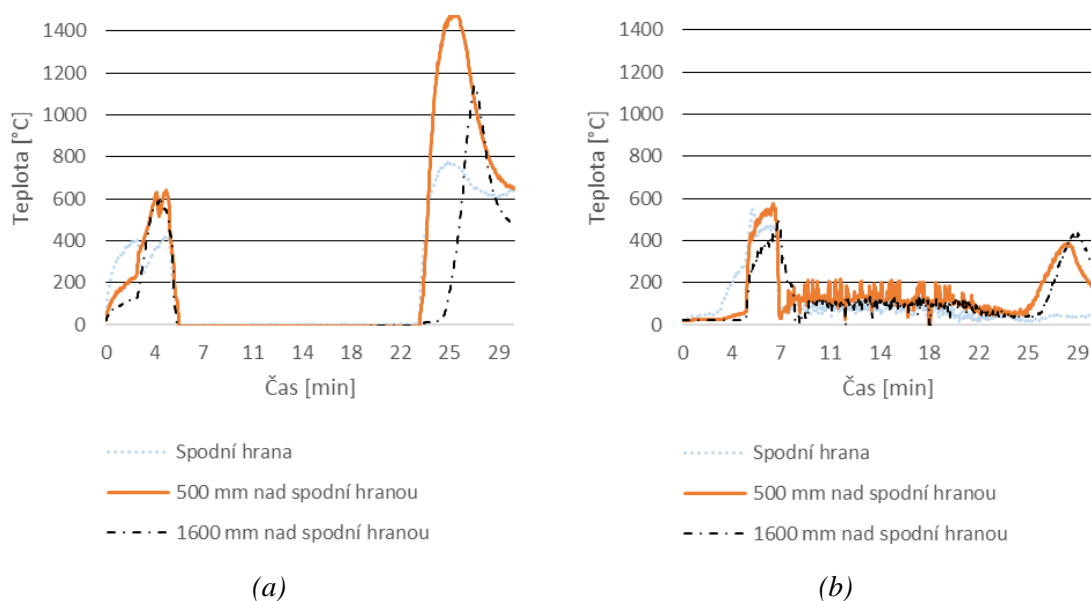 1400
1200
1000
800
600
400
200
0
Teplota [°C]
0 4 7 11 14 18 22 25 29
Čas [min]
Spodní hrana
500 mm nad spodní hranou
1600 mm nad spodní hranou
(a)
1400
1200
1000
800
600
400
200
0
Teplota [°C]
0 4 7 11 14 18 22 25 29
Čas [min]
Spodní hrana
500 mm nad spodní hranou
1600 mm nad spodní hranou
(b)